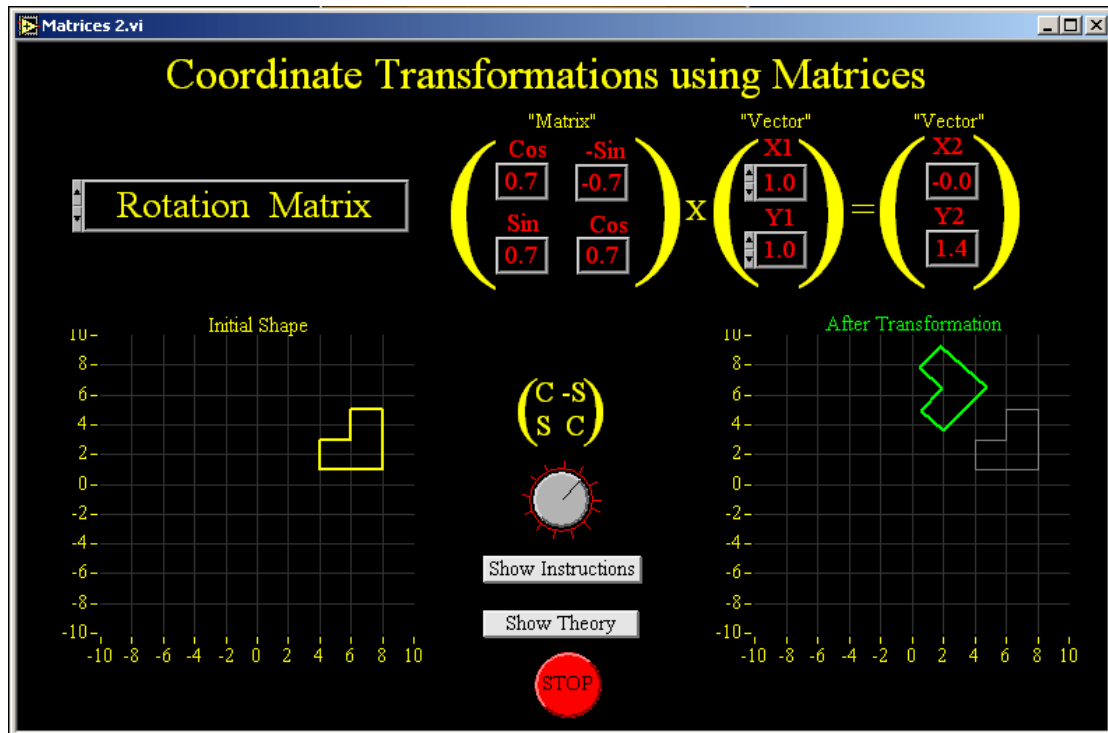 Matrices 2.vi
Coordinate Transformations using Matrices
"Matrix" "Vector" "Vector"
Cos -Sin X1 X2
0.7 -0.7 1.0 -0.0
Rotation Matrix x =
Sin Cos Y1 Y2
0.7 0.7 1.0 1.4
Initial Shape
10
8
6
4
2
0
-2
-4
-6
-8
-10
-10 -8 -6 -4 -2 0 2 4 6 8 10
C -S
S C
Show Instructions
Show Theory
STOP
After Transformation
10
8
6
4
2
0
-2
-4
-6
-8
-10
-10 -8 -6 -4 -2 0 2 4 6 8 10